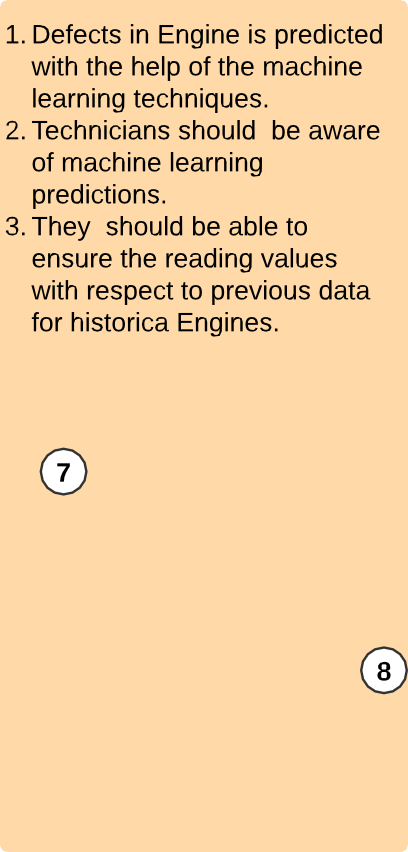 1. Defects in Engine is predicted
with the help of the machine
learning techniques.
2. Technicians should  be aware
of machine learning
predictions.
3. They  should be able to
ensure the reading values
with respect to previous data
for historica Engines.
7
8